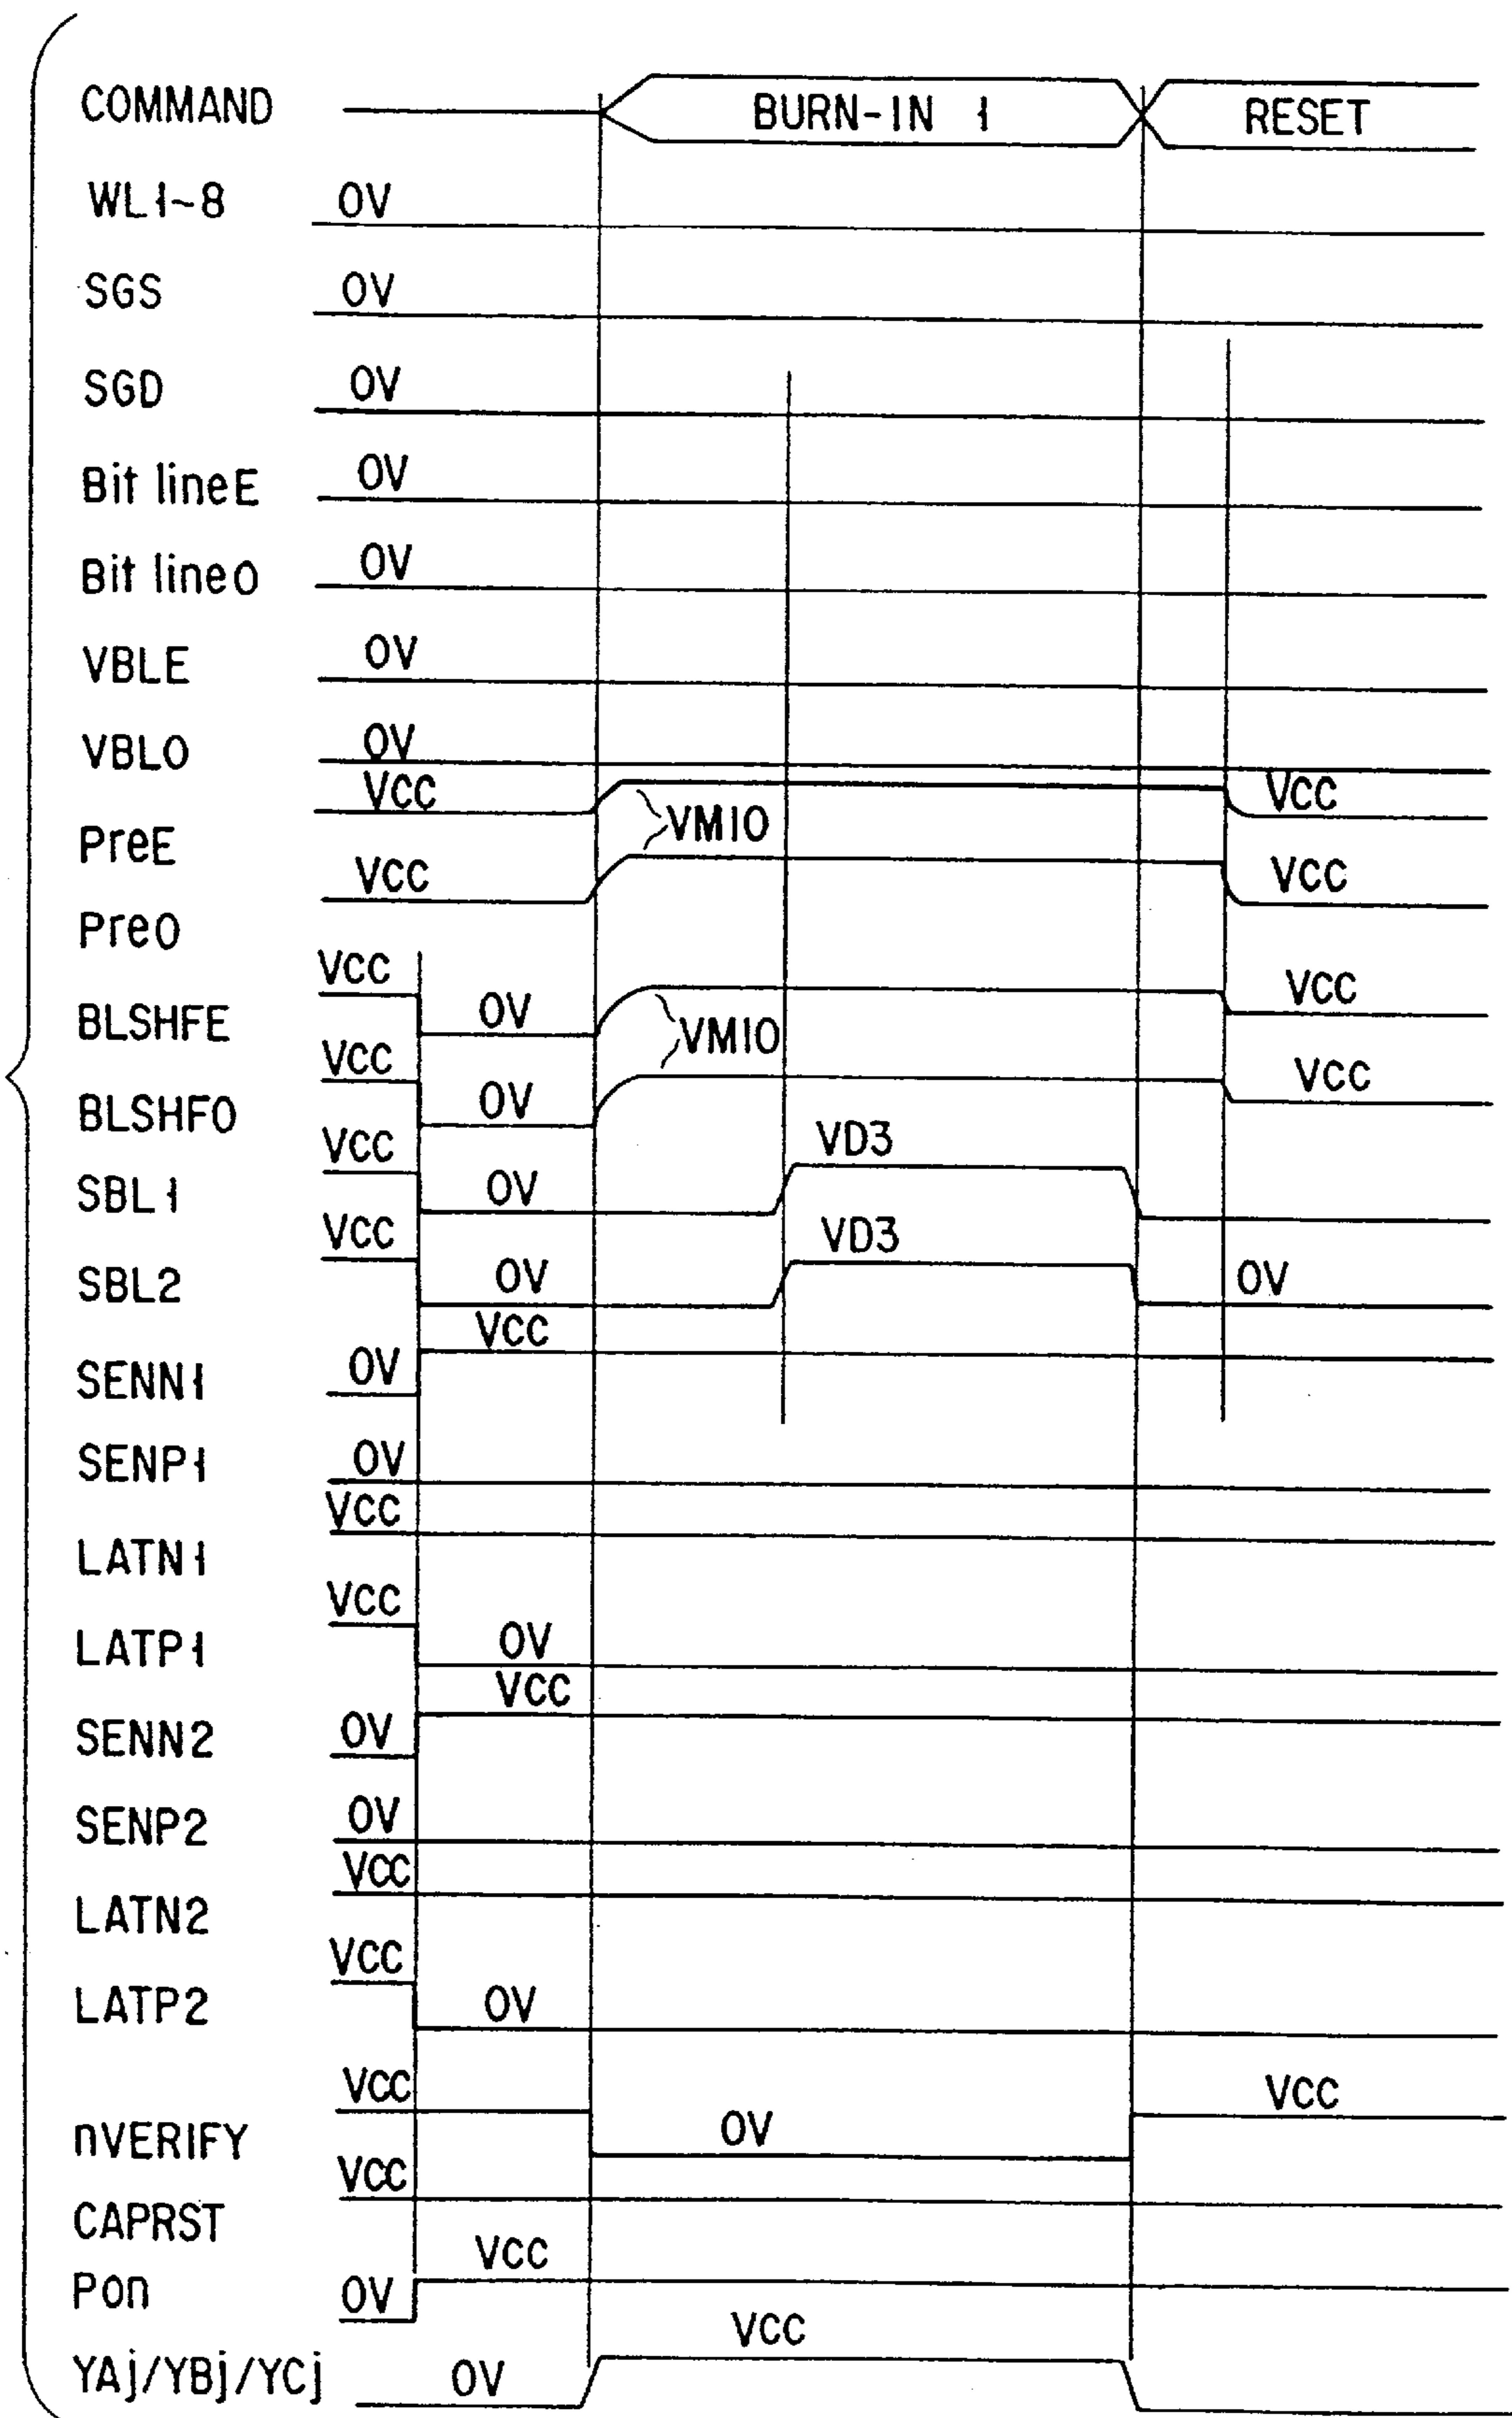 COMMAND BURN-IN 1 RESET
WL1~8 0V
SGS 0V
SGD 0V
Bit lineE 0V
Bit lineO 0V
VBLE 0V
VBLO 0V
VCC VCC
PreE VM10
VCC VCC
PreO
VCC
BLSHFE 0V VM10 VCC
VCC
BLSHFO 0V VCC
VCC VD3
SBL1 0V
VCC VD3
SBL2 0V 0V
VCC
SENN1 0V
SENP1 0V
VCC
LATN1
VCC
LATP1 0V
VCC
SENN2 0V
SENP2 0V
VCC
LATN2
VCC
LATP2 0V
VCC VCC
nVERIFY 0V
VCC
CAPRST
VCC
Pon 0V
VCC
YAj/YBj/YCj 0V